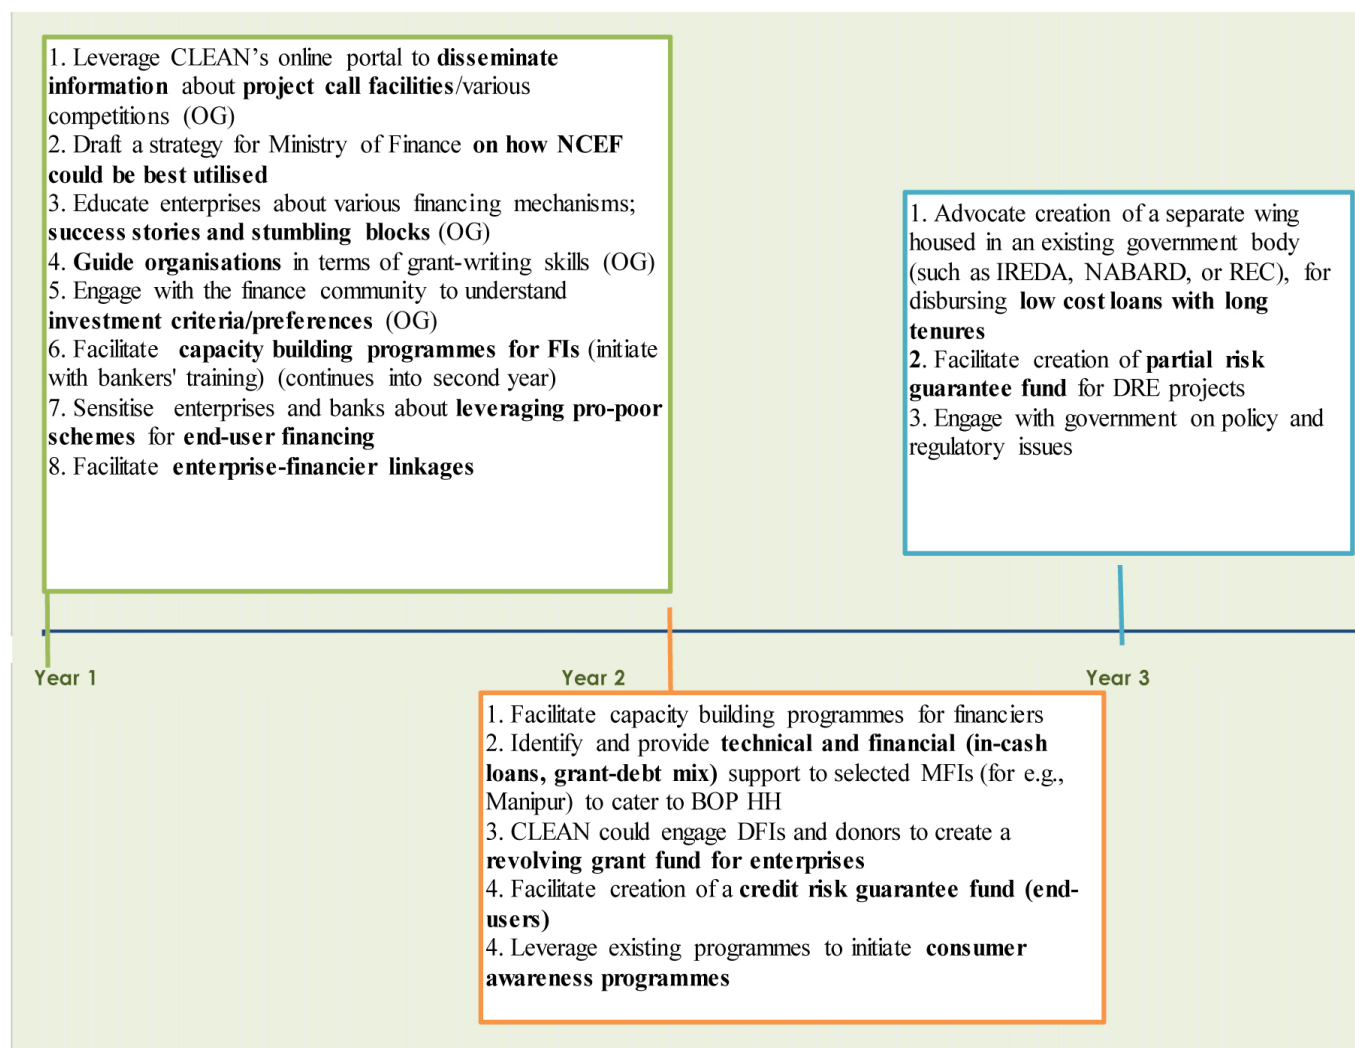 1. Leverage CLEAN’s online portal to disseminate
information about project call facilities/various
competitions (OG)
2. Draft a strategy for Ministry of Finance on how NCEF
could be best utilised
3. Educate enterprises about various financing mechanisms;
success stories and stumbling blocks (OG)
4. Guide organisations in terms of grant-writing skills (OG)
5. Engage with the finance community to understand
investment criteria/preferences (OG)
6. Facilitate capacity building programmes for FIs (initiate
with bankers' training) (continues into second year)
7. Sensitise enterprises and banks about leveraging pro-poor
schemes for end-user financing
8. Facilitate enterprise-financier linkages
1. Advocate creation of a separate wing
housed in an existing government body
(such as IREDA, NABARD, or REC), for
disbursing low cost loans with long
tenures
2. Facilitate creation of partial risk
guarantee fund for DRE projects
3. Engage with government on policy and
regulatory issues
Year 1
Year 2
Year 3
1. Facilitate capacity building programmes for financiers
2. Identify and provide technical and financial (in-cash
loans, grant-debt mix) support to selected MFIs (for e.g.,
Manipur) to cater to BOP HH
3. CLEAN could engage DFIs and donors to create a
revolving grant fund for enterprises
4. Facilitate creation of a credit risk guarantee fund (end-
users)
4. Leverage existing programmes to initiate consumer
awareness programmes